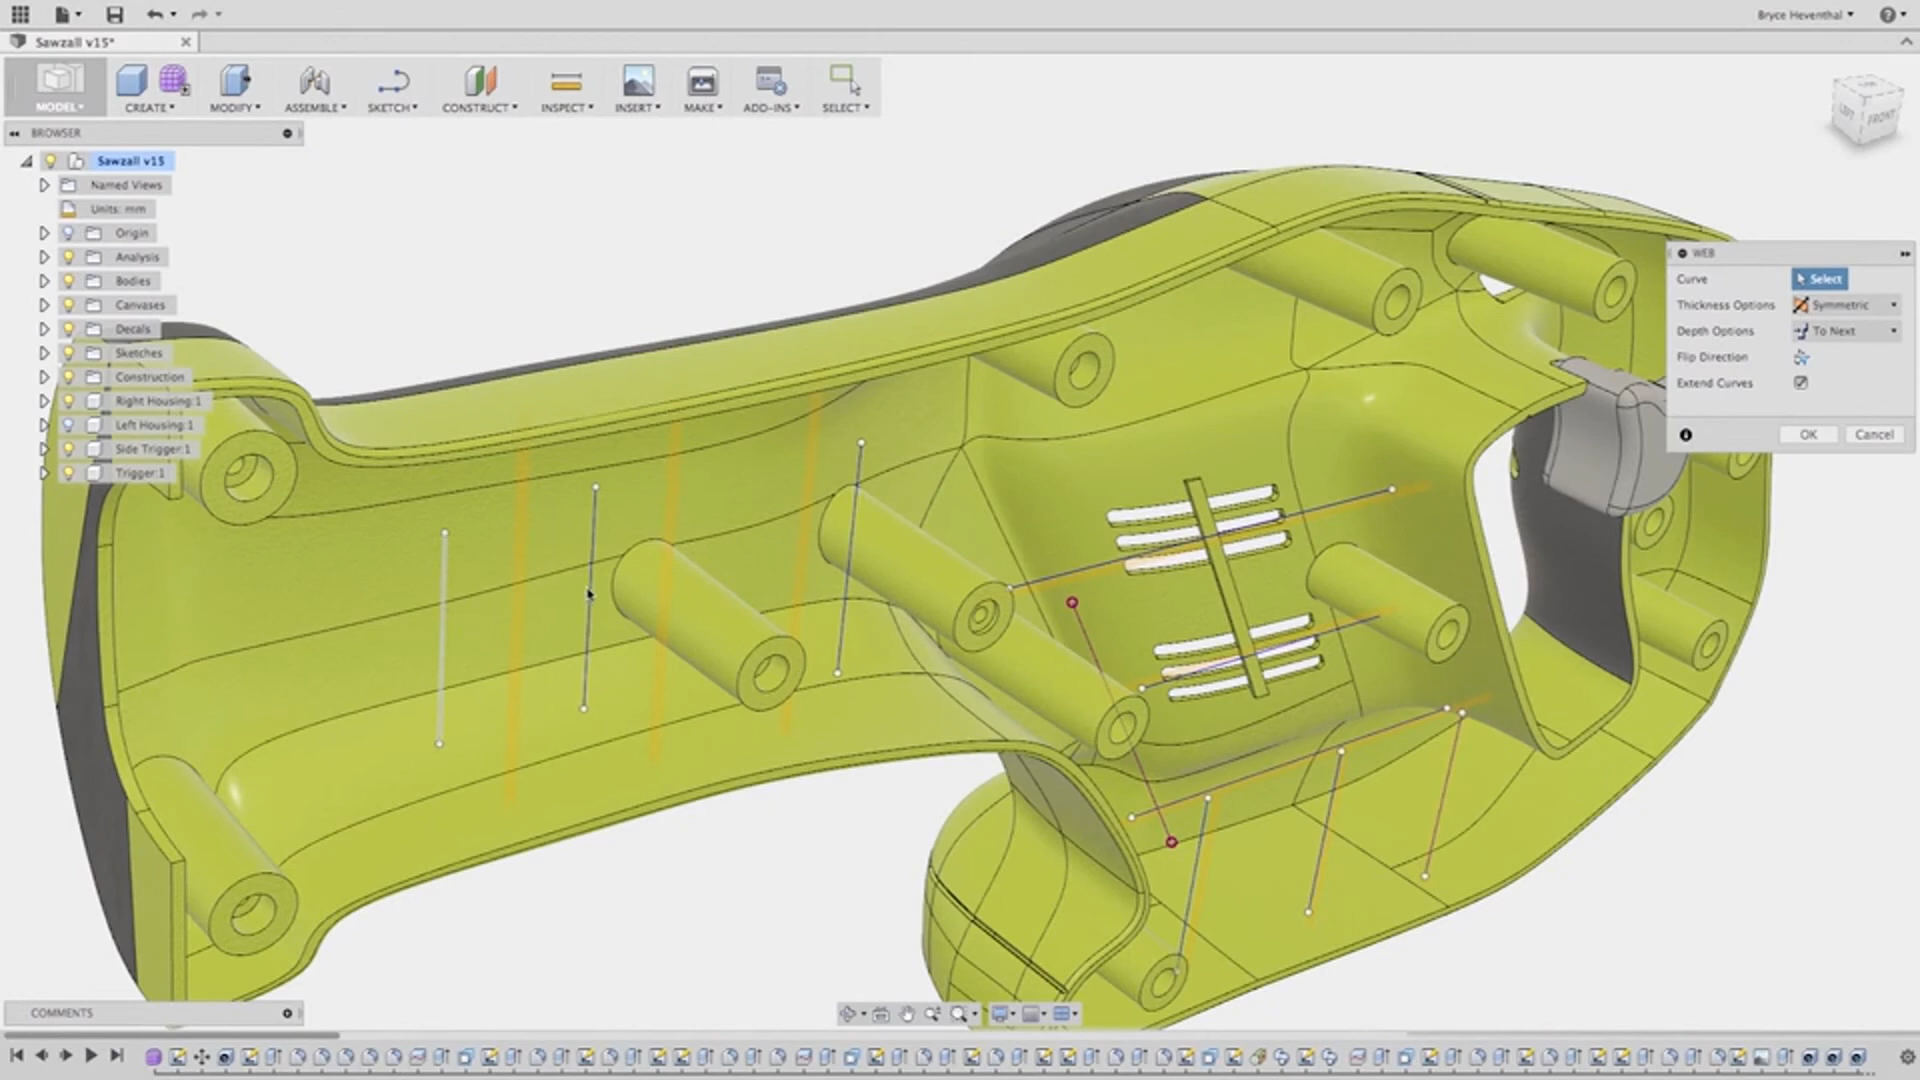 Bryce Heventhal
Sawzall v15*
MODEL
CREATE
MODIFY
ASSEMBLE
SKETCH
CONSTRUCT
INSPECT
INSERT
MAKE
ADD-INS
SELECT
LEFT
FRONT
BROWSER
Sawzall v15
Named Views
Units: mm
Origin
Analysis
Bodies
Canvases
Decals
Sketches
Construction
Right Housing:1
Left Housing:1
Side Trigger:1
Trigger:1
WEB
Curve
Select
Thickness Options
Symmetric
Depth Options
To Next
Flip Direction
Extend Curves
OK
Cancel
COMMENTS